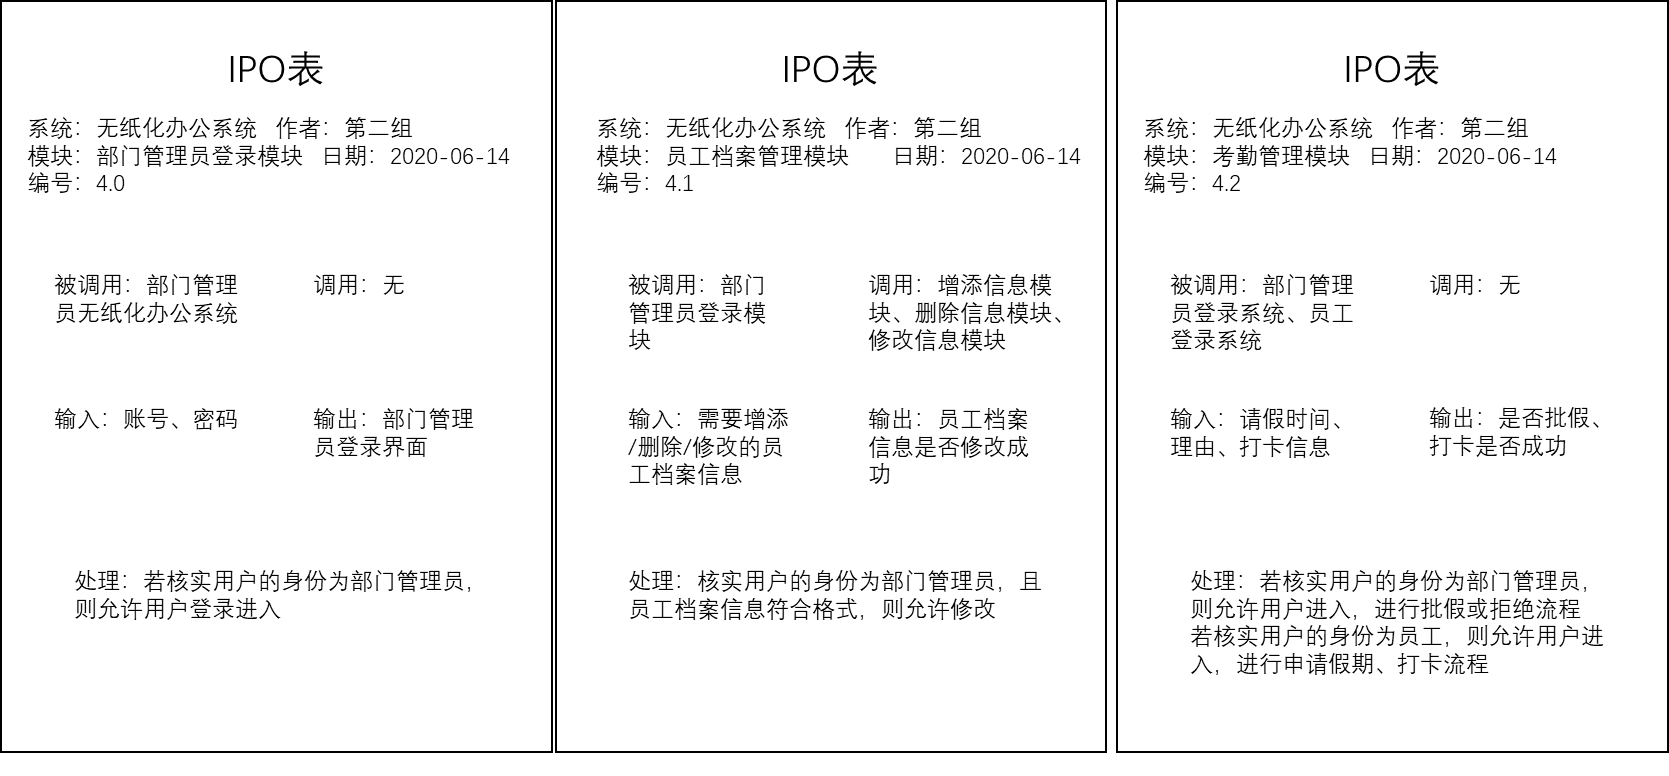 IPO表
系统：无纸化办公系统 作者：第二组
模块：部门管理员登录模块 日期：2020-06-14
编号：4.0
被调用：部门管理
员无纸化办公系统
调用：无
输入：账号、密码
输出：部门管理
员登录界面
处理：若核实用户的身份为部门管理员，
则允许用户登录进入
IPO表
系统：无纸化办公系统 作者：第二组
模块：员工档案管理模块 日期：2020-06-14
编号：4.1
被调用：部门
管理员登录模
块
调用：增添信息模
块、删除信息模块、
修改信息模块
输入：需要增添
/删除/修改的员
工档案信息
输出：员工档案
信息是否修改成
功
处理：核实用户的身份为部门管理员，且
员工档案信息符合格式，则允许修改
IPO表
系统：无纸化办公系统 作者：第二组
模块：考勤管理模块 日期：2020-06-14
编号：4.2
被调用：部门管理
员登录系统、员工
登录系统
调用：无
输入：请假时间、
理由、打卡信息
输出：是否批假、
打卡是否成功
处理：若核实用户的身份为部门管理员，
则允许用户进入，进行批假或拒绝流程
若核实用户的身份为员工，则允许用户进
入，进行申请假期、打卡流程